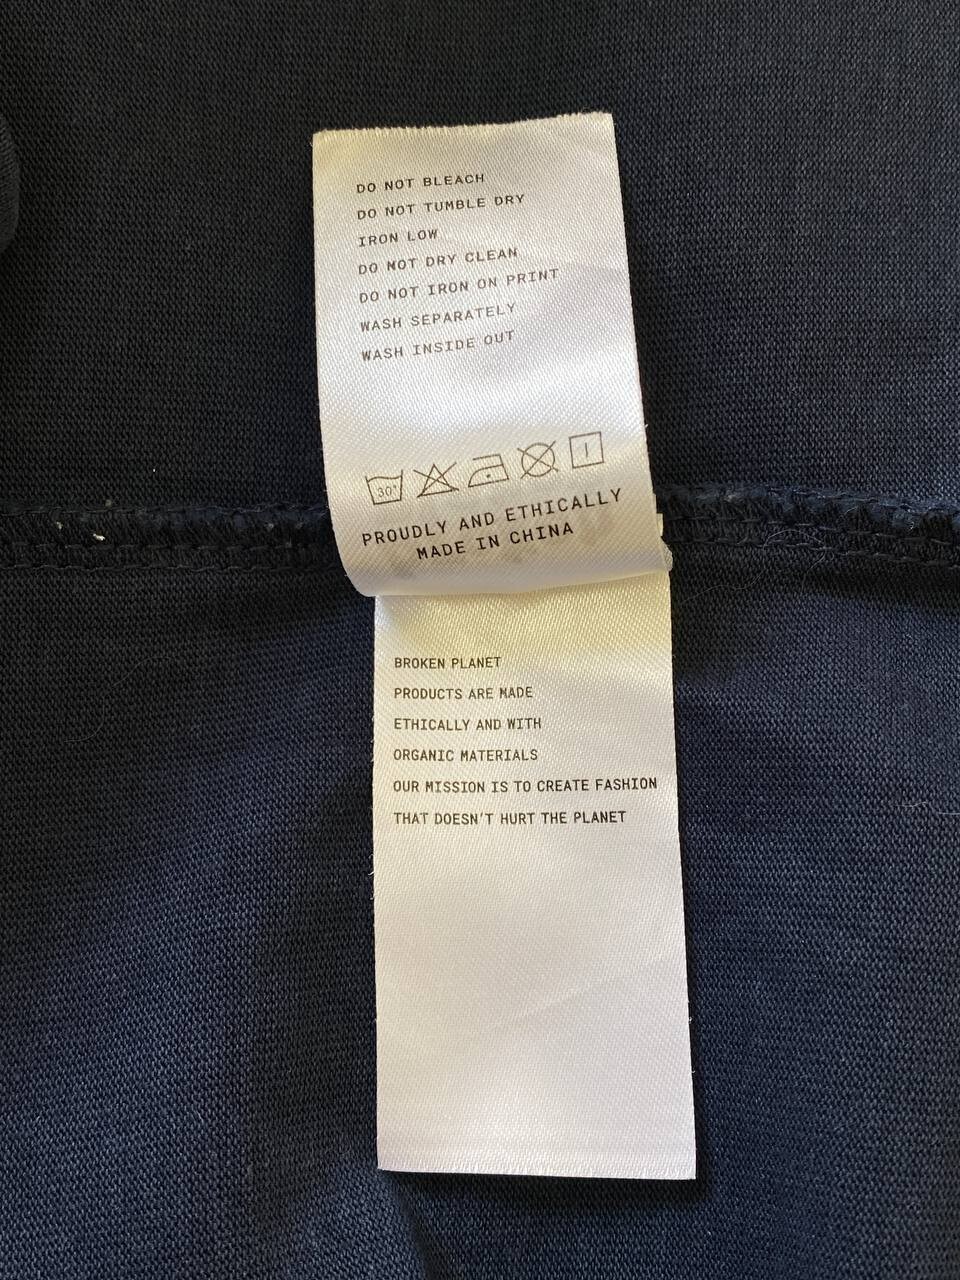 DO NOT BLEACH
DO NOT TUMBLE DRY
IRON LOW
DO NOT DRY CLEAN
DO NOT IRON ON PRINT
WASH SEPARATELY
WASH INSIDE OUT
30°
PROUDLY AND ETHICALLY
MADE IN CHINA
BROKEN PLANET
PRODUCTS ARE MADE
ETHICALLY AND WITH
ORGANIC MATERIALS
OUR MISSION IS TO CREATE FASHION
THAT DOESN'T HURT THE PLANET